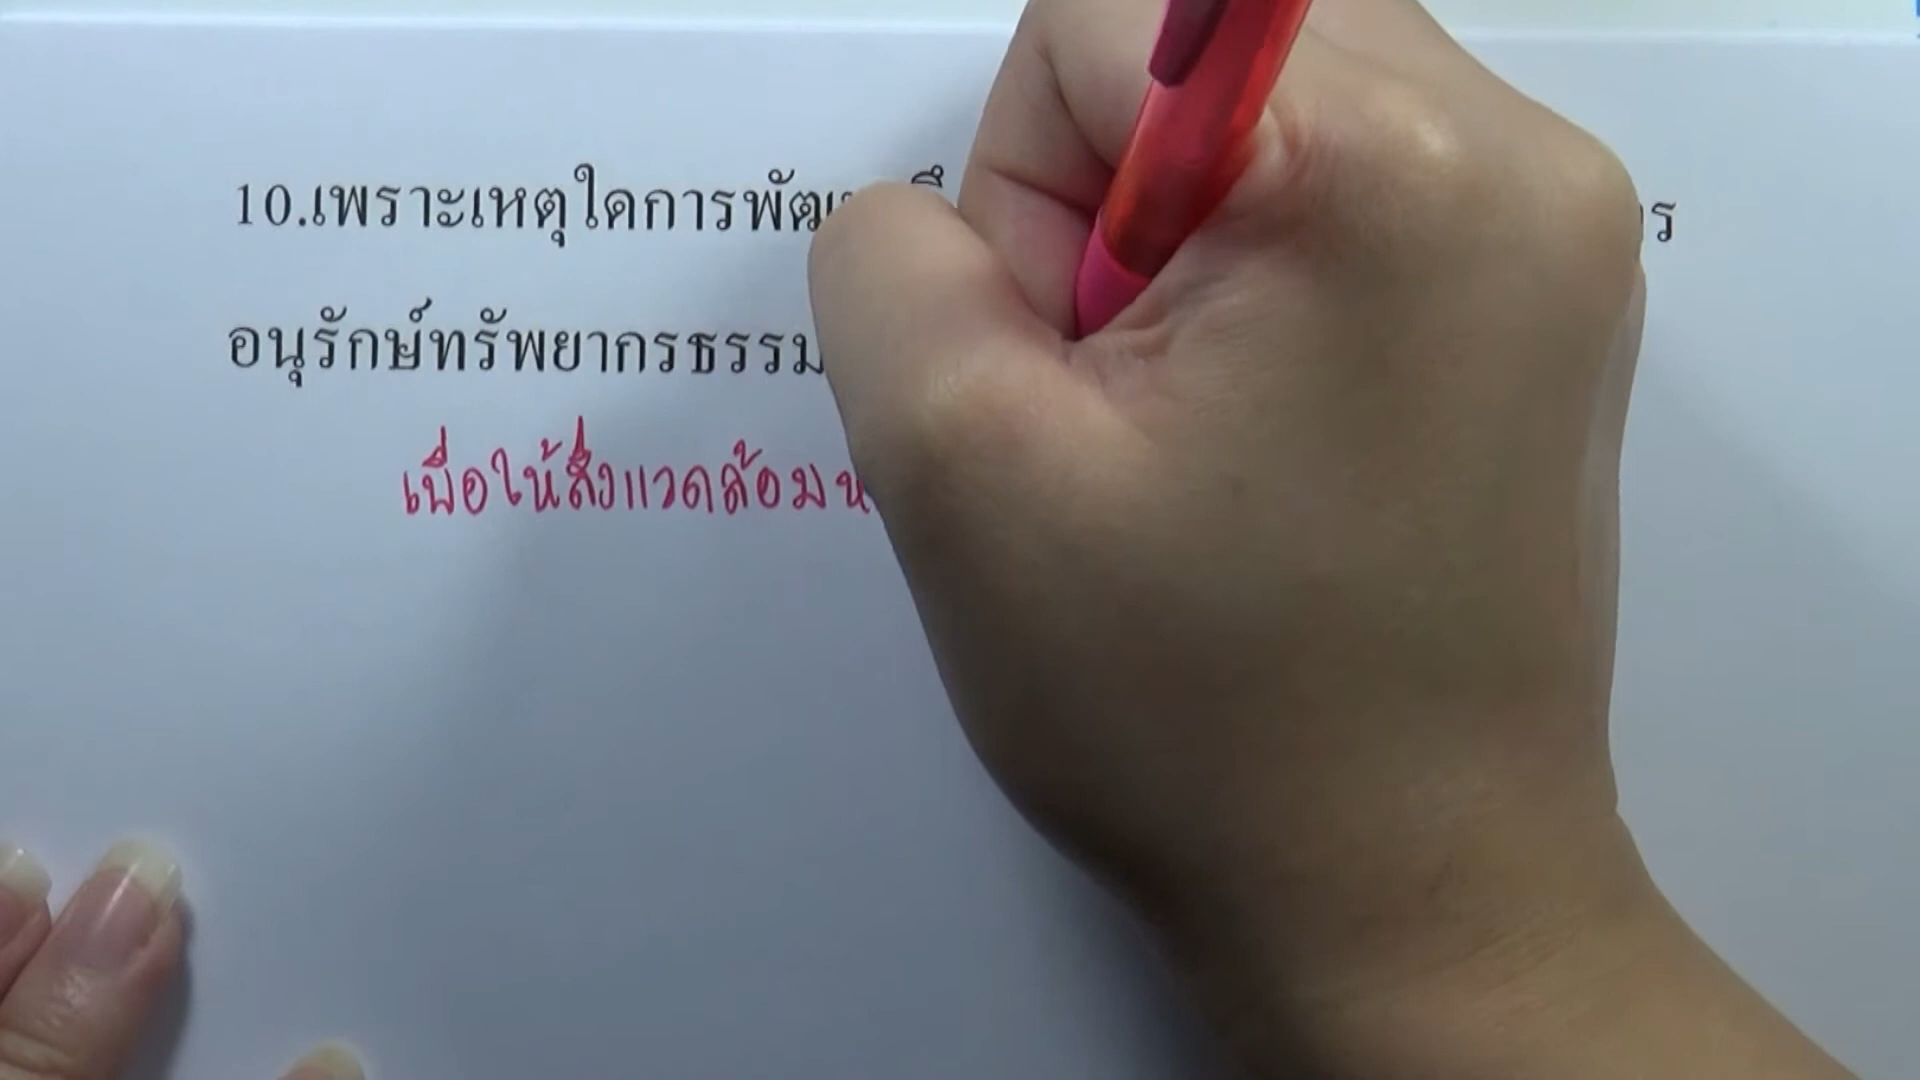 10.เพราะเหตุใดการพัฒ
อนุรักษ์ทรัพยากรธรรม
เพื่อให้สิ่งแวดล้อม